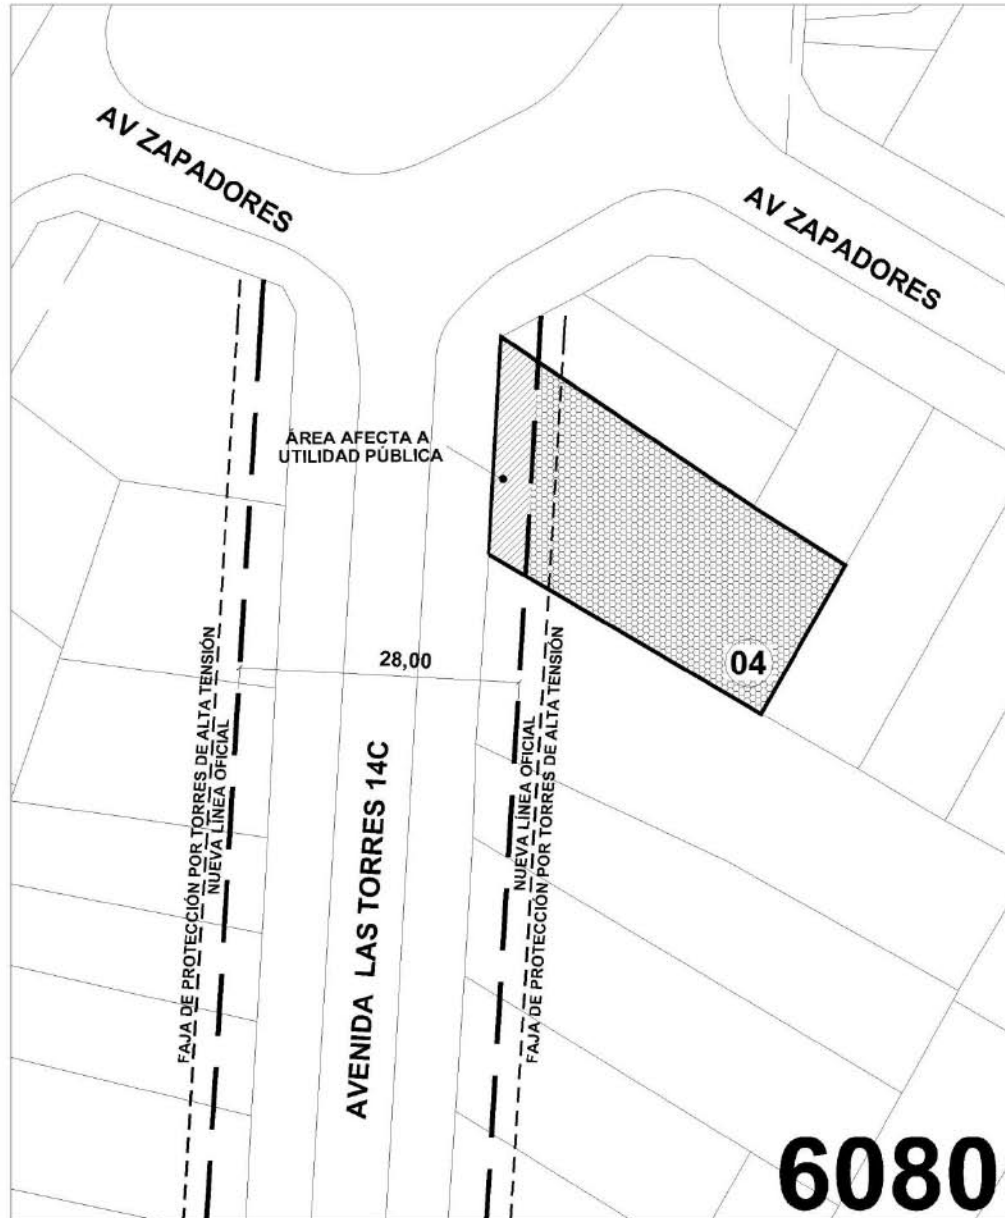 AV ZAPADORES
AV ZAPADORES
ÁREA AFECTA A
UTILIDAD PÚBLICA
04
28,00
FAJA DE PROTECCIÓN POR TORRES DE ALTA TENSIÓN
NUEVA LÍNEA OFICIAL
AVENIDA LAS TORRES 14C
NUEVA LÍNEA OFICIAL
FAJA DE PROTECCIÓN POR TORRES DE ALTA TENSIÓN
6080